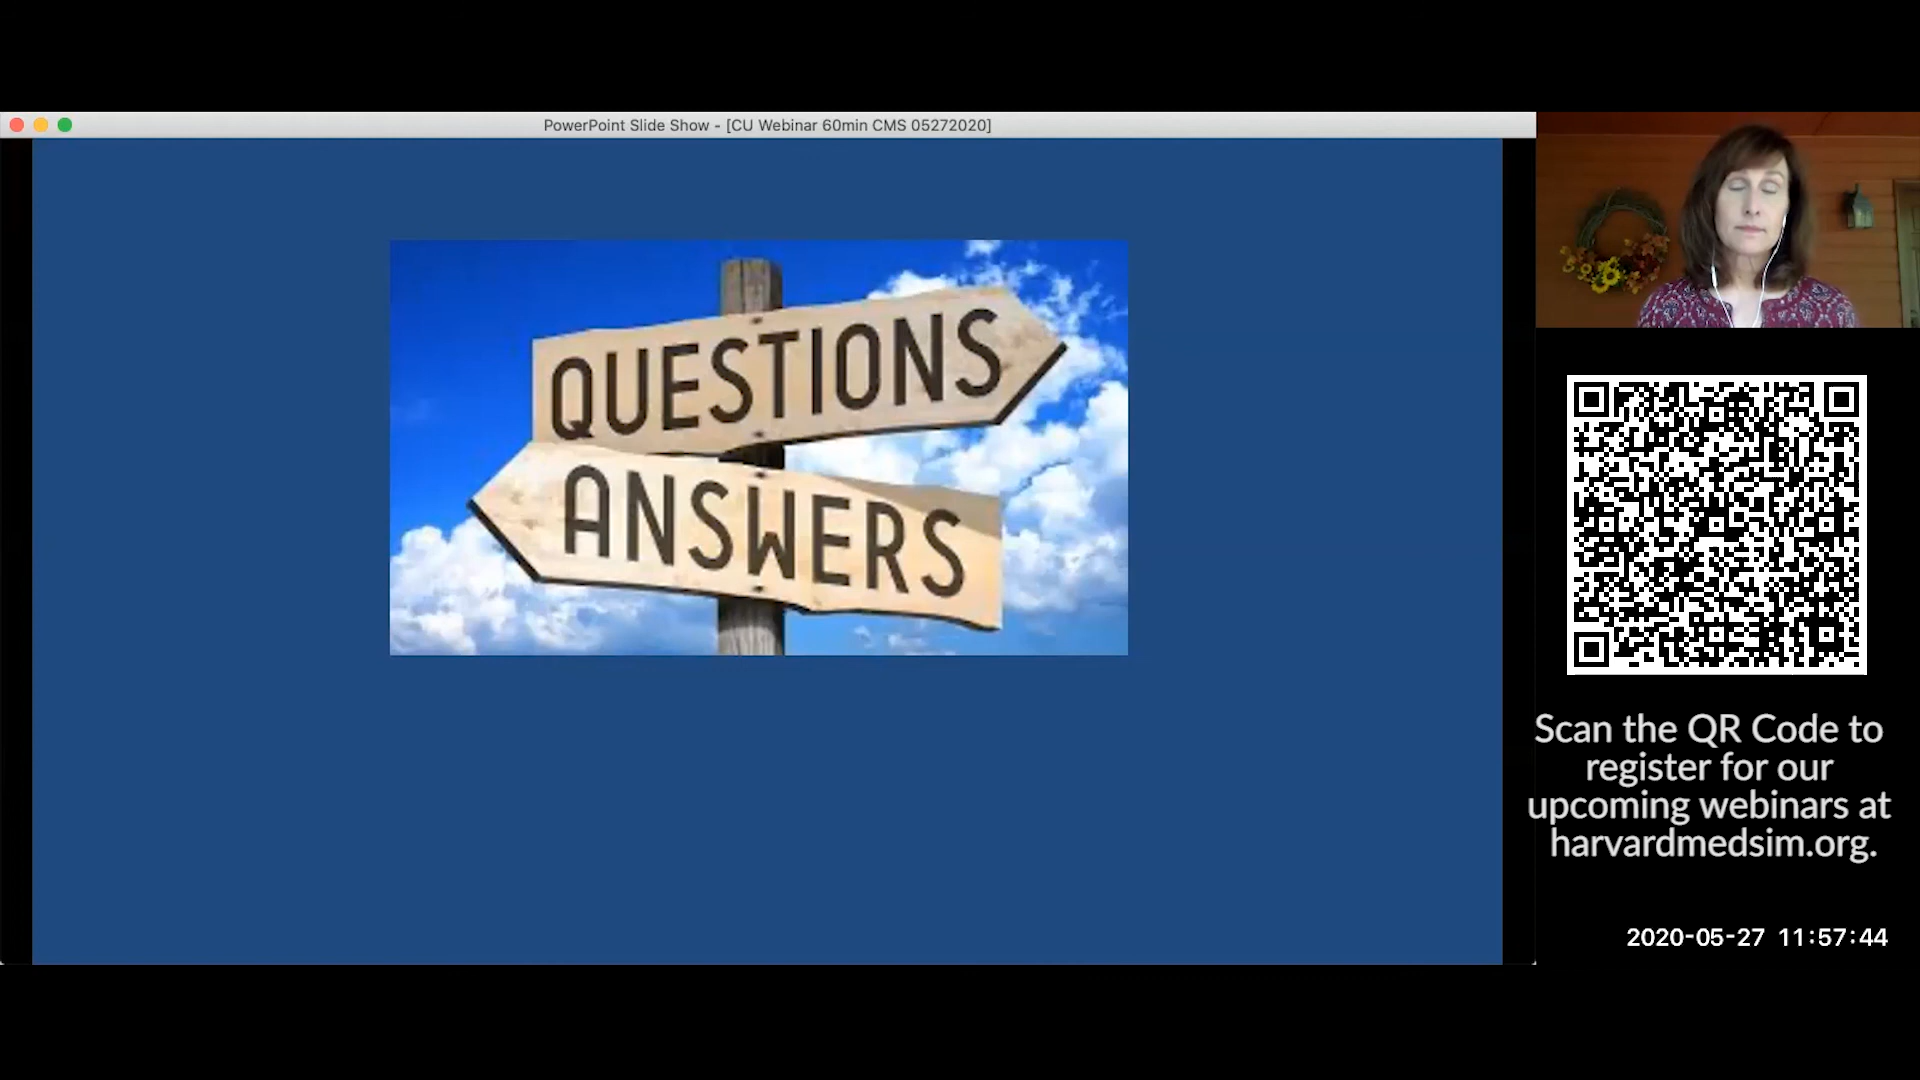 PowerPoint Slide Show - [CU Webinar 60min CMS 05272020]
QUESTIONS
ANSWERS
Scan the QR Code to
register for our
upcoming webinars at
harvardmedsim.org.
2020-05-27 11:57:44